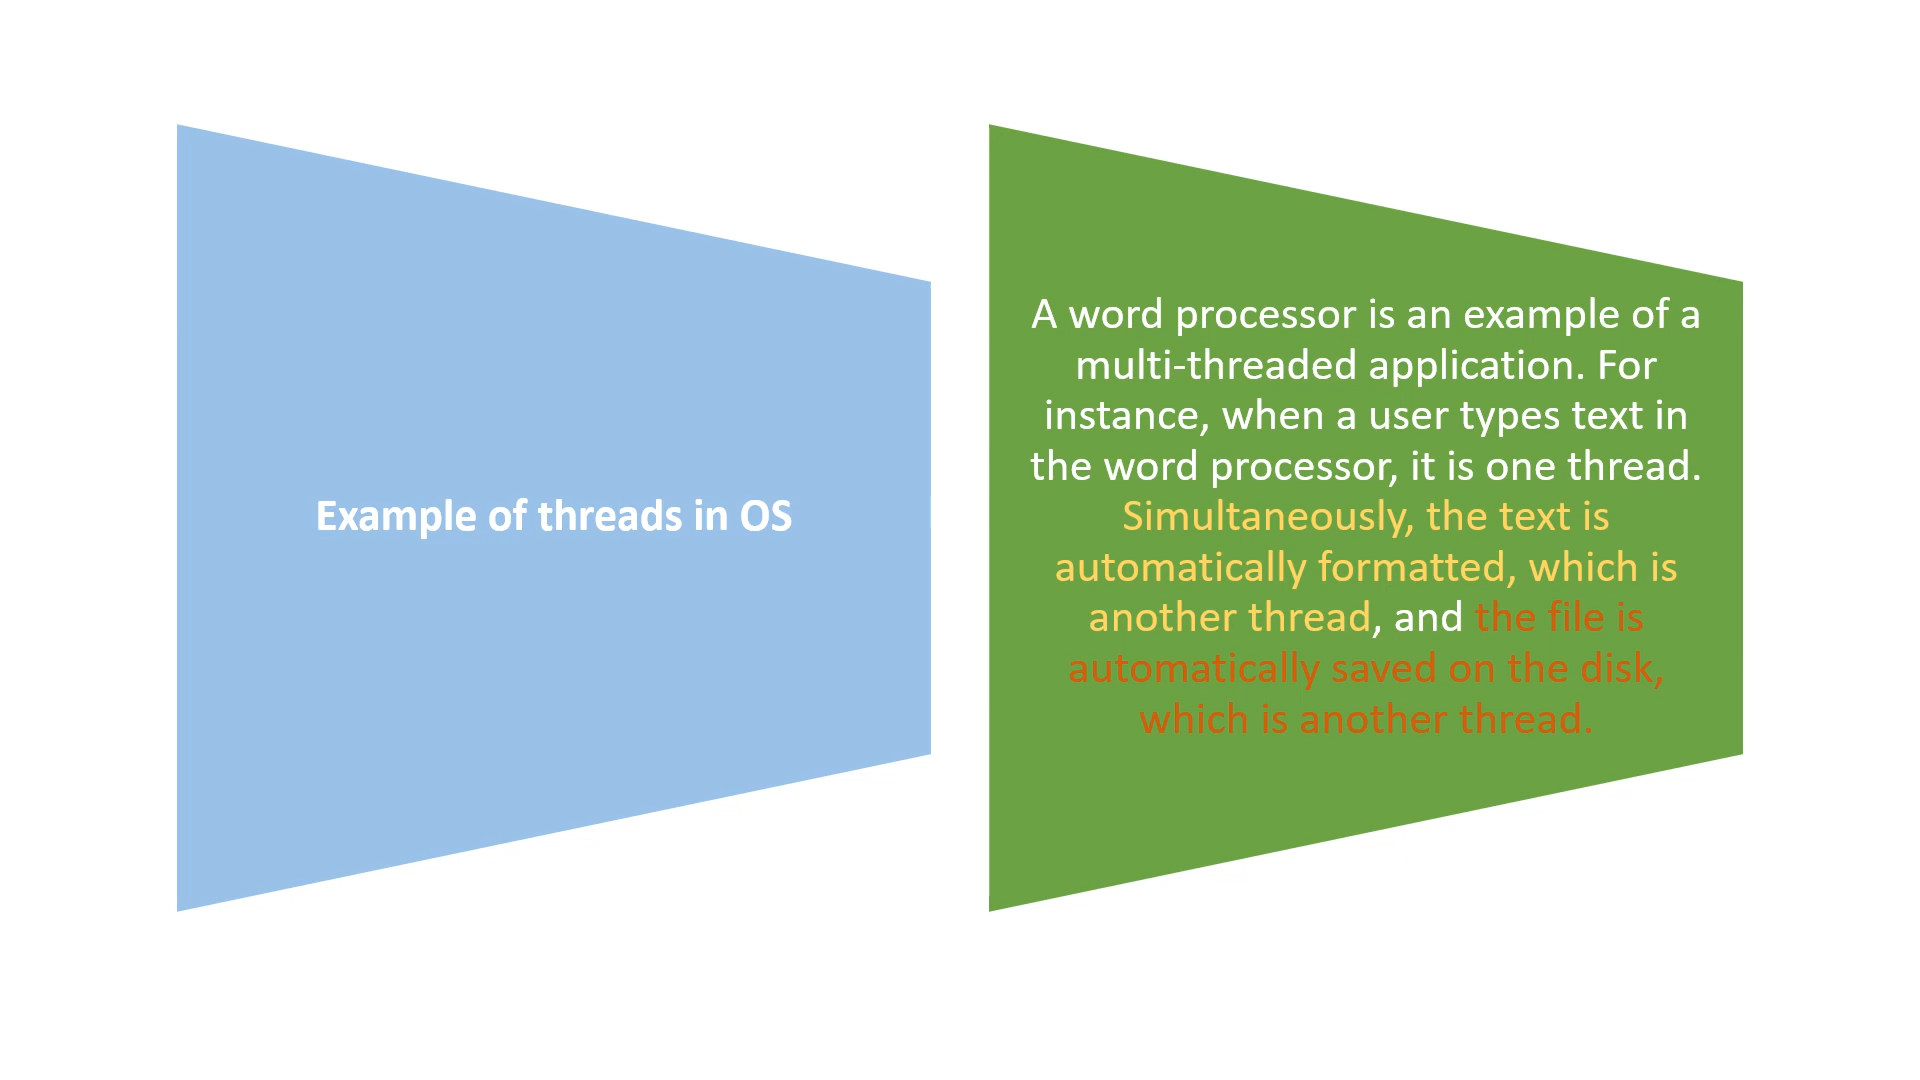 Example of threads in OS
A word processor is an example of a
multi-threaded application. For
instance, when a user types text in
the word processor, it is one thread.
Simultaneously, the text is
automatically formatted, which is
another thread, and the file is
automatically saved on the disk,
which is another thread.